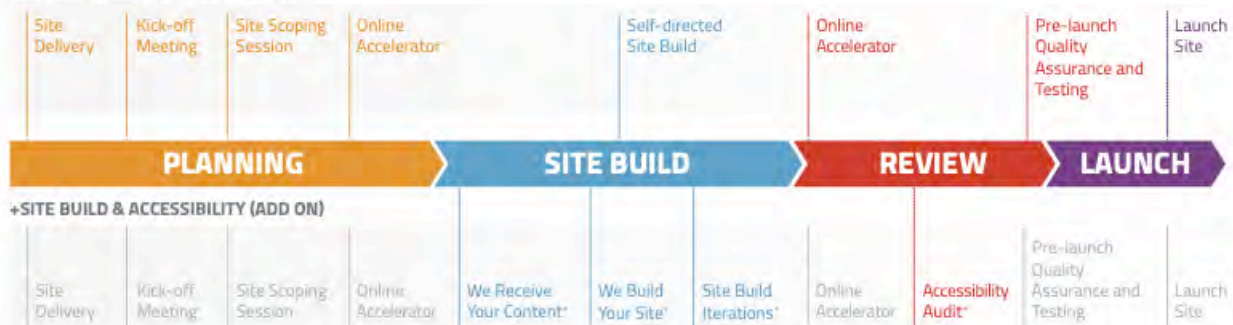 Site
Delivery
Kick-off
Meeting
Site Scoping
Session
Online
Accelerator
Self-directed
Site Build
Online
Accelerator
Pre-launch
Quality
Assurance and
Testing
Launch
Site
PLANNING
SITE BUILD
REVIEW
LAUNCH
+SITE BUILD & ACCESSIBILITY (ADD ON)
Site
Delivery
Kick-off
Meeting
Site Scoping
Session
Online
Accelerator
We Receive
Your Content*
We Build
Your Site*
Site Build
Iterations*
Online
Accelerator
Accessibility
Audit*
Pre-launch
Quality
Assurance and
Testing
Launch
Site